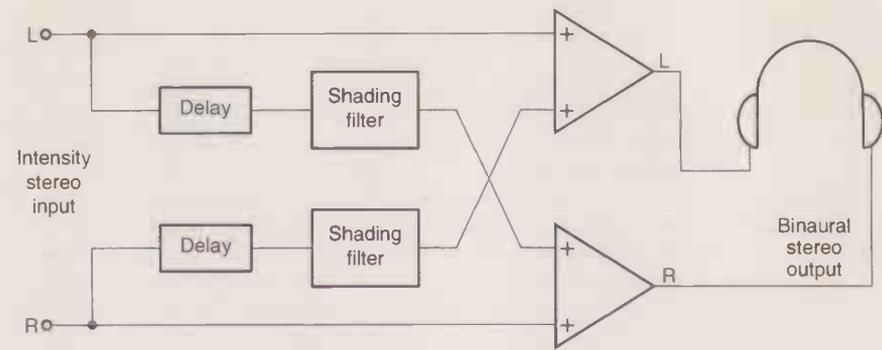 L
Delay
Shading
filter
+
+
L
Intensity
stereo
input
Delay
Shading
filter
+
+
R
Binaural
stereo
output
R